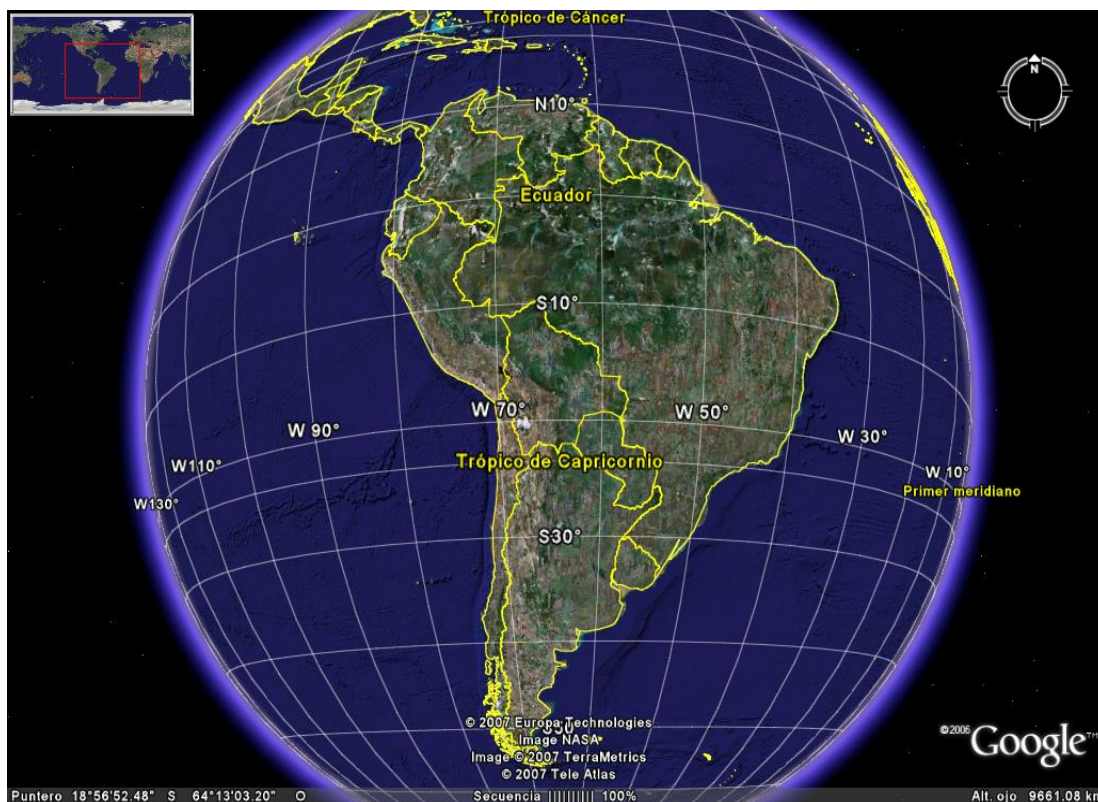 Trópico de Cáncer
N
N10°
Ecuador
S10°
W 70°
W 50°
W 90°
W 30°
W110°
Trópico de Capricornio
W 10°
Primer meridiano
W130°
S30°
© 2007 Europa Technologies
S50°
Image NASA
Image © 2007 TerraMetrics
© 2007 Tele Atlas
©2006 Google™
Puntero 18°56'52.48" S 64°13'03.20" O Secuencia |||||||||| 100% Alt. ojo 9661,08 km